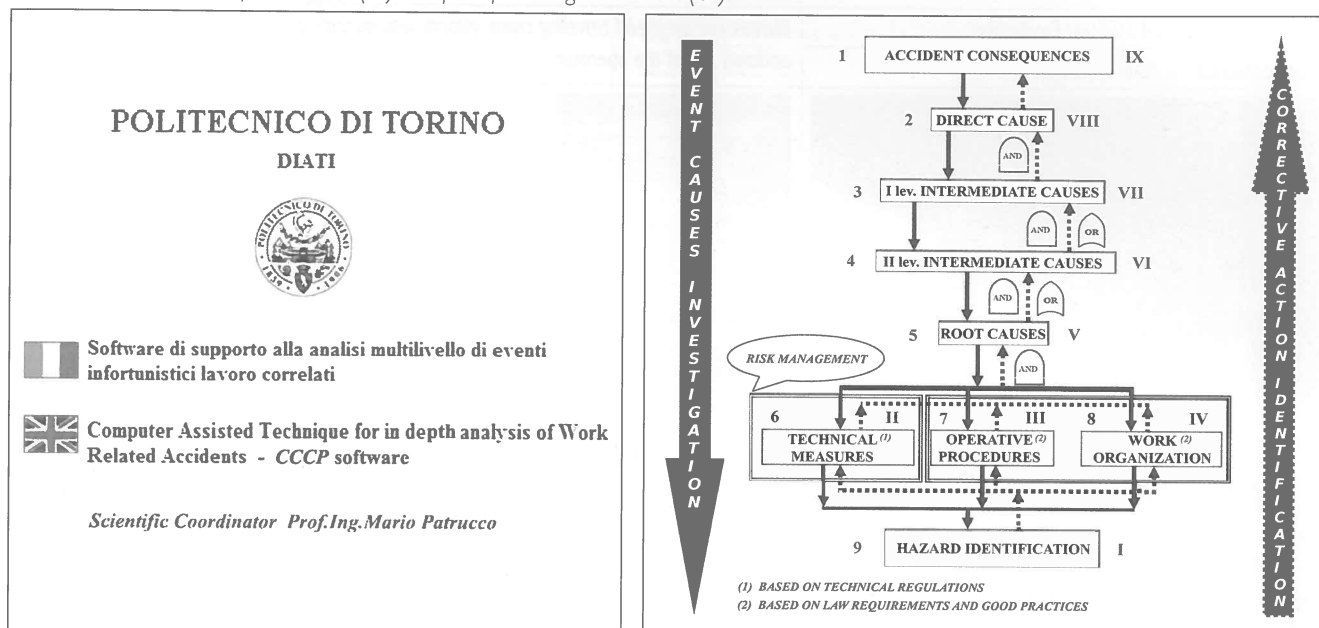 POLITECNICO DI TORINO
DIATI
POLITECNICO DI TORINO
1859 · 1906
Software di supporto alla analisi multilivello di eventi
infortunistici lavoro correlati
Computer Assisted Technique for in depth analysis of Work
Related Accidents - CCCP software
Scientific Coordinator Prof.Ing.Mario Patrucco
EVENT CAUSES INVESTIGATION
1 ACCIDENT CONSEQUENCES IX
2 DIRECT CAUSE VIII
AND
3 I lev. INTERMEDIATE CAUSES VII
AND OR
4 II lev. INTERMEDIATE CAUSES VI
AND OR
5 ROOT CAUSES V
RISK MANAGEMENT
AND
6 II 7 III 8 IV
TECHNICAL (1)
MEASURES
OPERATIVE (2)
PROCEDURES
WORK (2)
ORGANIZATION
9 HAZARD IDENTIFICATION I
(1) BASED ON TECHNICAL REGULATIONS
(2) BASED ON LAW REQUIREMENTS AND GOOD PRACTICES
CORRECTIVE ACTION IDENTIFICATION